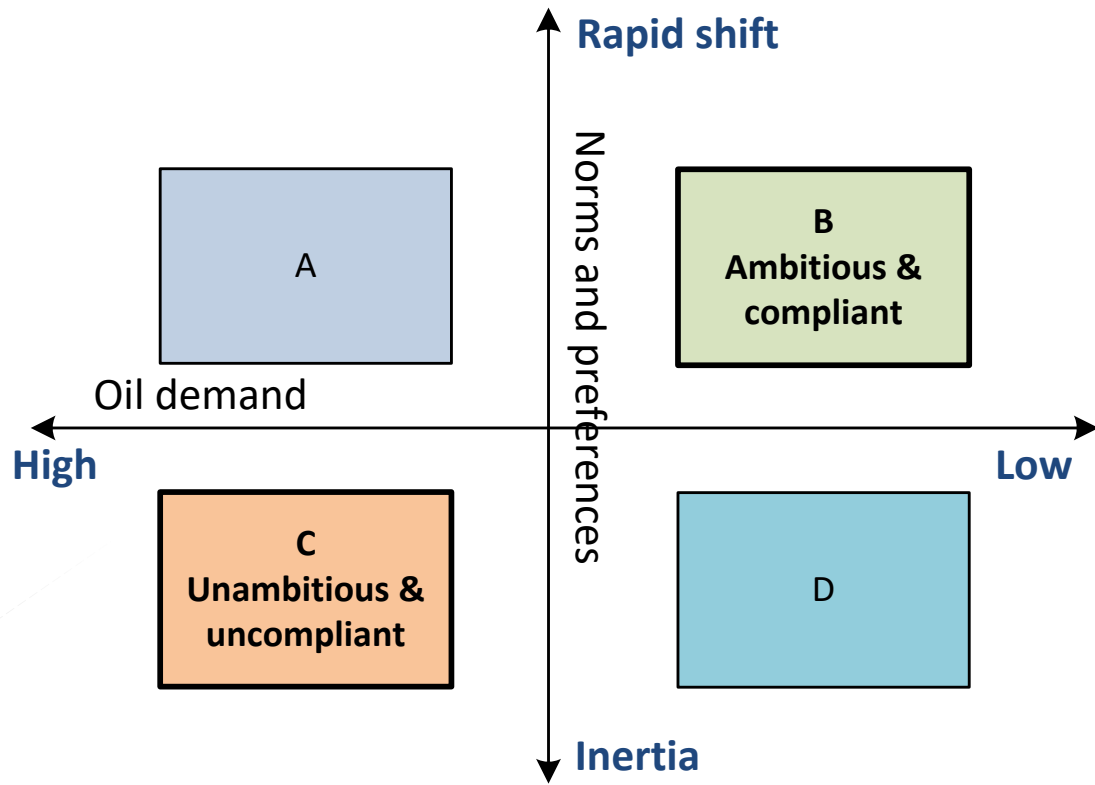 Rapid shift
Norms and preferences
A
B
Ambitious &
compliant
Oil demand
High
Low
C
Unambitious &
uncompliant
D
Inertia